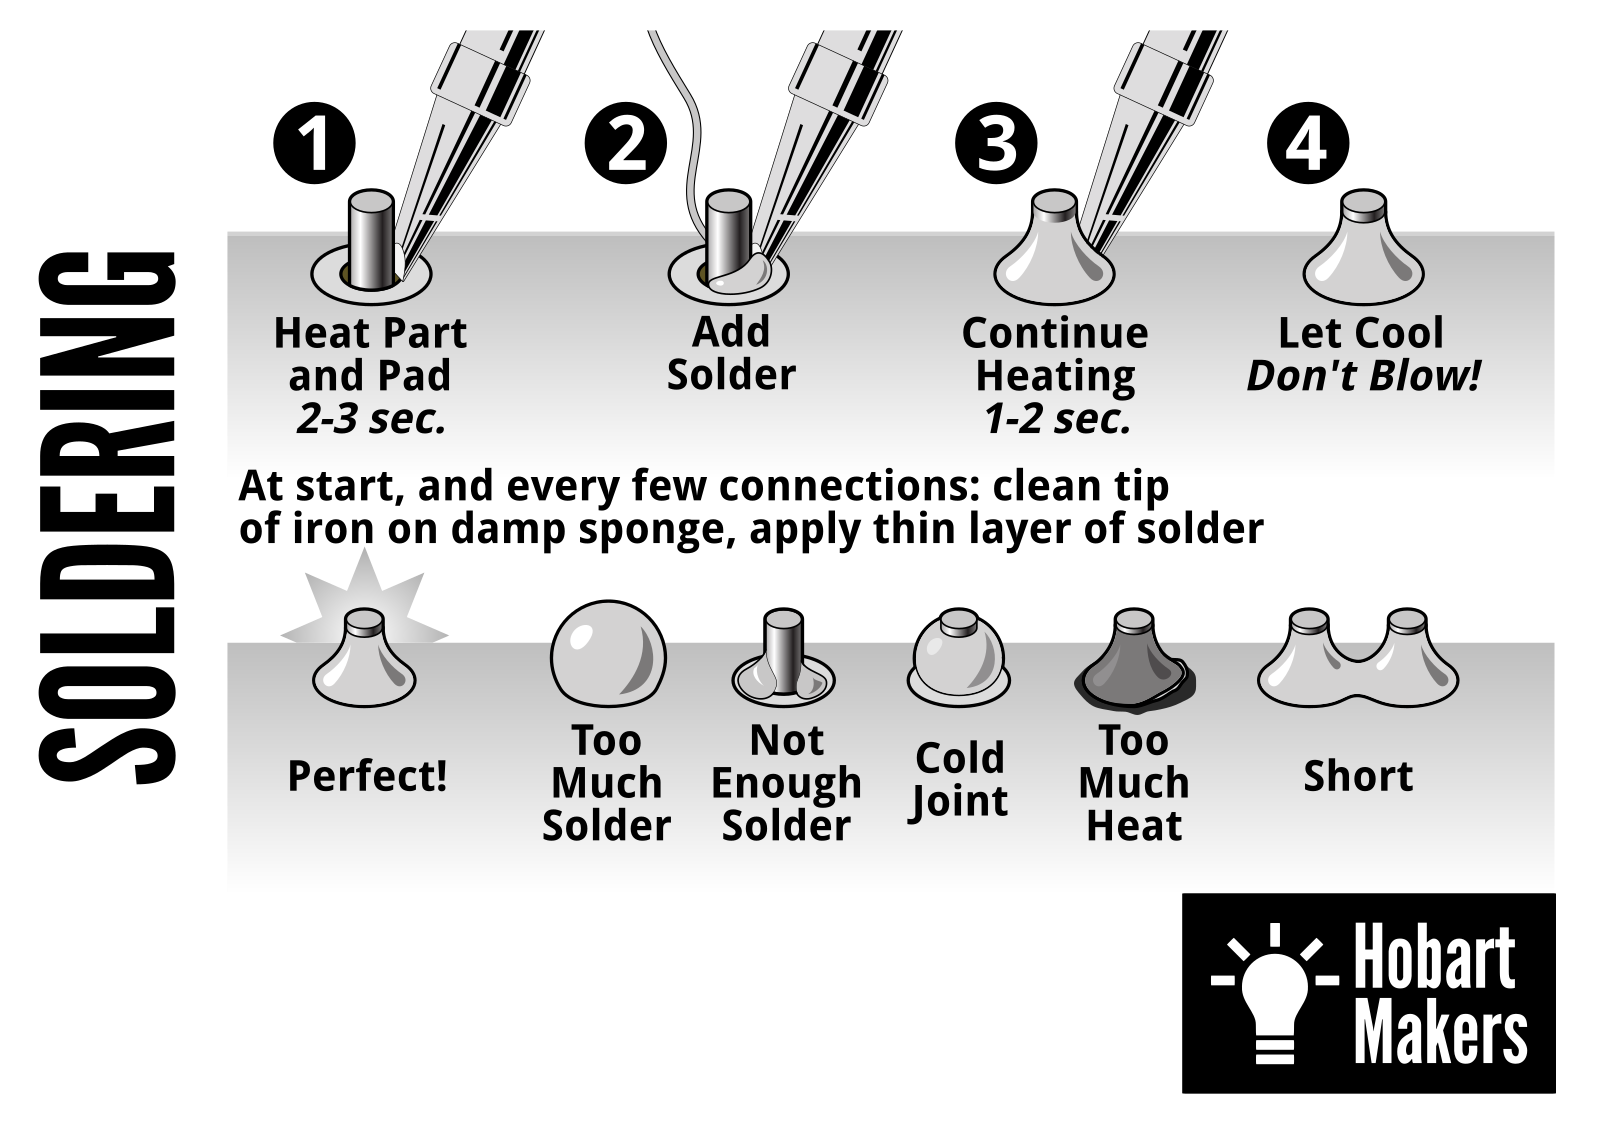 SOLDERING
1
2
3
4
Heat Part
and Pad
2-3 sec.
Add
Solder
Continue
Heating
1-2 sec.
Let Cool
Don't Blow!
At start, and every few connections: clean tip
of iron on damp sponge, apply thin layer of solder
Perfect!
Too
Much
Solder
Not
Enough
Solder
Cold
Joint
Too
Much
Heat
Short
Hobart
Makers